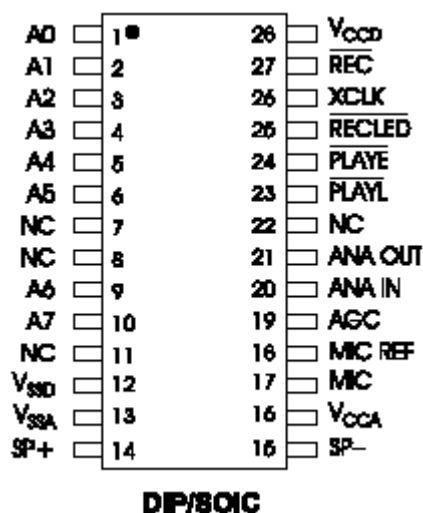 A0 1 28 VCCD
A1 2 27 REC
A2 3 26 XCLK
A3 4 25 RECLED
A4 5 24 PLAYE
A5 6 23 PLAYL
NC 7 22 NC
NC 8 21 ANA OUT
A6 9 20 ANA IN
A7 10 19 AGC
NC 11 18 MIC REF
VSSD 12 17 MIC
VSSA 13 16 VCCA
SP+ 14 15 SP–
DIP/SOIC